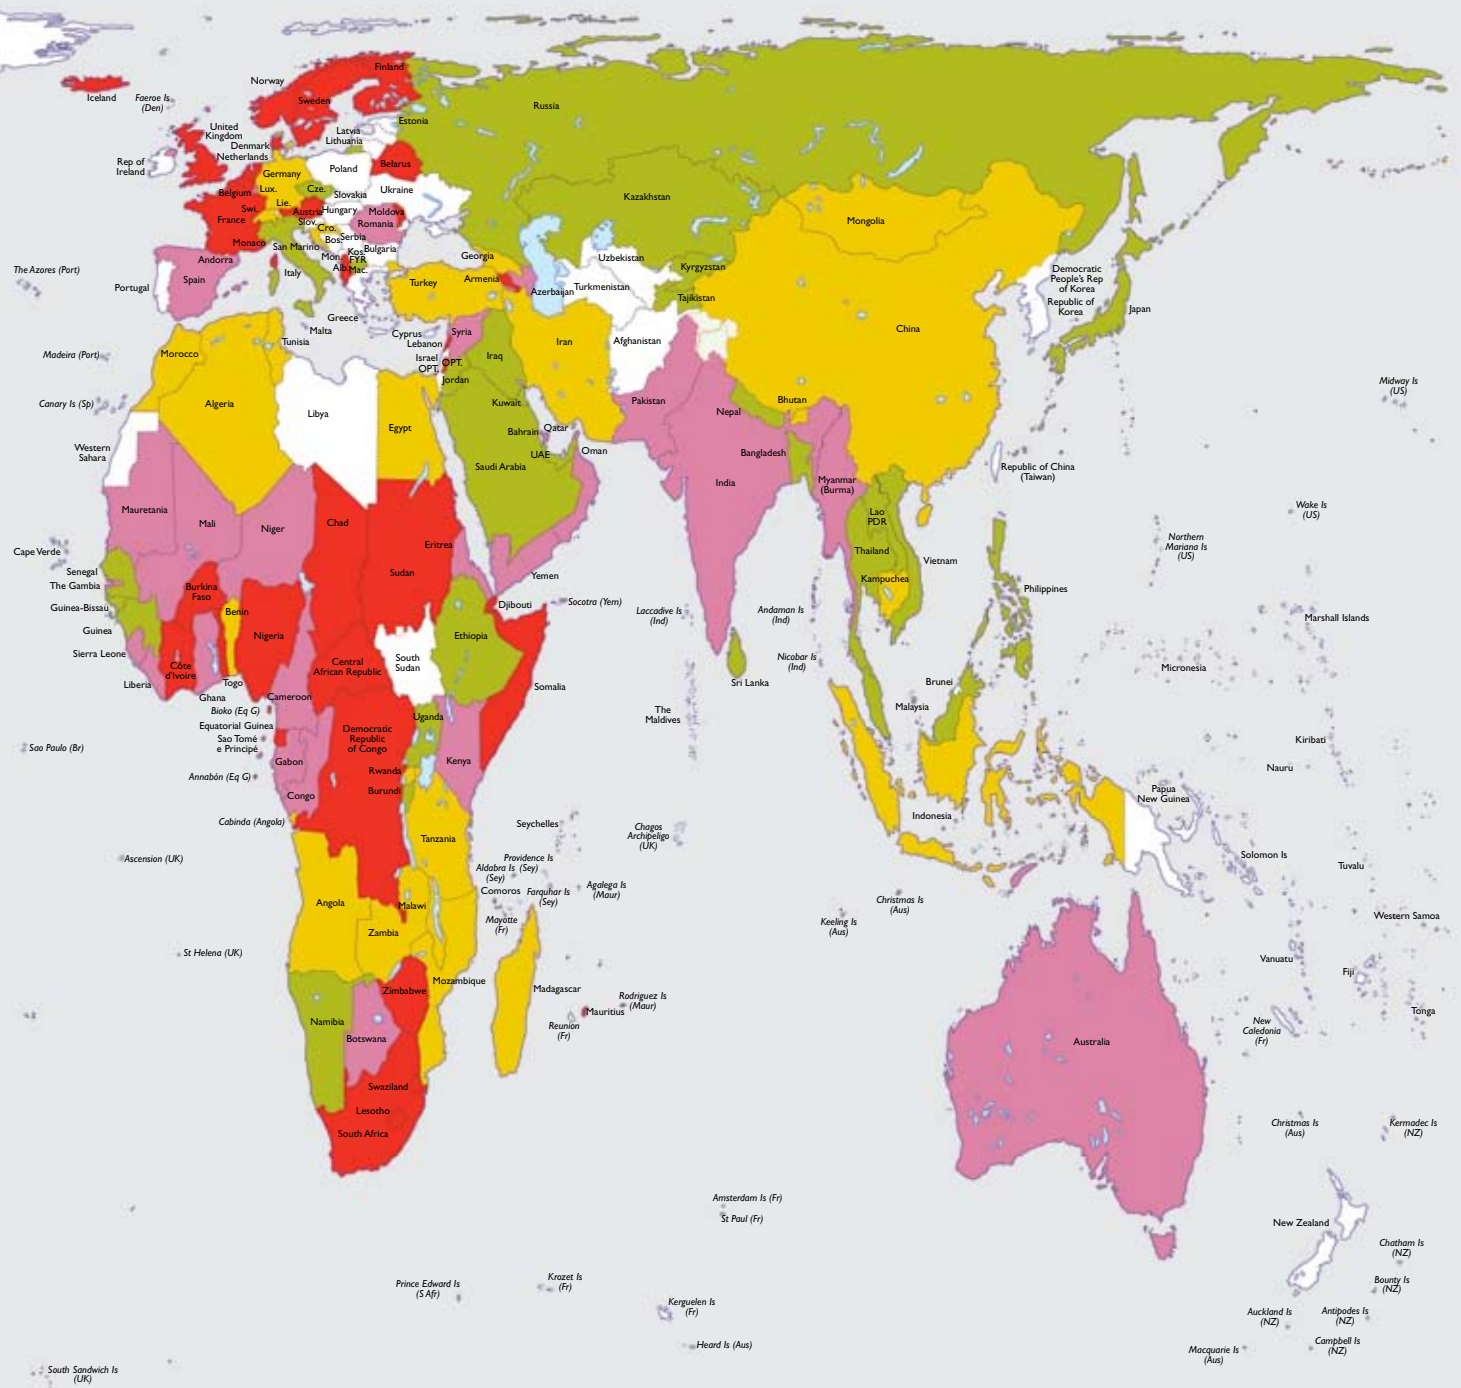 Norway
Finland
Iceland
Faeroe Is
(Den)
Sweden
Russia
Estonia
United
Kingdom
Latvia
Lithuania
Denmark
Netherlands
Rep of
Ireland
Poland
Belarus
Germany
Belgium
Lux.
Cze.
Slovakia
Ukraine
Kazakhstan
Lie.
Swi.
Austria
Hungary
Moldova
France
Slov.
Romania
Cro.
Mongolia
Monaco
San Marino
Bos.
Serbia
Kos.
Bulgaria
Andorra
Mon.
FYR
Mac.
Alb.
Georgia
Uzbekistan
Kyrgyzstan
The Azores (Port)
Portugal
Spain
Italy
Turkey
Armenia
Azerbaijan
Turkmenistan
Tajikistan
Democratic
People's Rep
of Korea
Republic of
Korea
Japan
Greece
Malta
Tunisia
Cyprus
Lebanon
Syria
Iran
Afghanistan
China
Madeira (Port)
Morocco
Israel
OPT.
OPT.
Iraq
Jordan
Midway Is
(US)
Canary Is (Sp)
Algeria
Libya
Egypt
Kuwait
Pakistan
Nepal
Bhutan
Western
Sahara
Bahrain
Qatar
UAE
Oman
Saudi Arabia
Bangladesh
Republic of China
(Taiwan)
India
Myanmar
(Burma)
Mauretania
Mali
Niger
Chad
Lao
PDR
Wake Is
(US)
Cape Verde
Eritrea
Thailand
Vietnam
Northern
Mariana Is
(US)
Senegal
The Gambia
Burkina
Faso
Sudan
Yemen
Kampuchea
Philippines
Guinea-Bissau
Benin
Djibouti
Socotra (Yem)
Laccadive Is
(Ind)
Andaman Is
(Ind)
Marshall Islands
Guinea
Nigeria
Ethiopia
Sierra Leone
Côte
d'Ivoire
Central
African Republic
South
Sudan
Nicobar Is
(Ind)
Micronesia
Liberia
Togo
Ghana
Cameroon
Somalia
Sri Lanka
Brunei
Bioko (Eq G)
Equatorial Guinea
Uganda
The
Maldives
Malaysia
Sao Paulo (Br)
Sao Tomé
e Principé
Democratic
Republic
of Congo
Kiribati
Gabon
Kenya
Nauru
Annabón (Eq G)
Rwanda
Burundi
Congo
Papua
New Guinea
Indonesia
Cabinda (Angola)
Seychelles
Chagos
Archipeligo
(UK)
Tanzania
Ascension (UK)
Providence Is
(Sey)
Aldabra Is
(Sey)
Solomon Is
Tuvalu
Comoros
Farquhar Is
(Sey)
Agalega Is
(Maur)
Angola
Malawi
Christmas Is
(Aus)
Mayotte
(Fr)
Keeling Is
(Aus)
Western Samoa
Zambia
St Helena (UK)
Vanuatu
Fiji
Mozambique
Zimbabwe
Madagascar
Rodriguez Is
(Maur)
Mauritius
Reunion
(Fr)
Namibia
Botswana
Tonga
New
Caledonia
(Fr)
Australia
Swaziland
Lesotho
South Africa
Christmas Is
(Aus)
Kermadec Is
(NZ)
Amsterdam Is (Fr)
St Paul (Fr)
New Zealand
Chatham Is
(NZ)
Prince Edward Is
(S Afr)
Krozet Is
(Fr)
Bounty Is
(NZ)
Kerguelen Is
(Fr)
Auckland Is
(NZ)
Antipodes Is
(NZ)
Heard Is (Aus)
Macquarie Is
(Aus)
Campbell Is
(NZ)
South Sandwich Is
(UK)